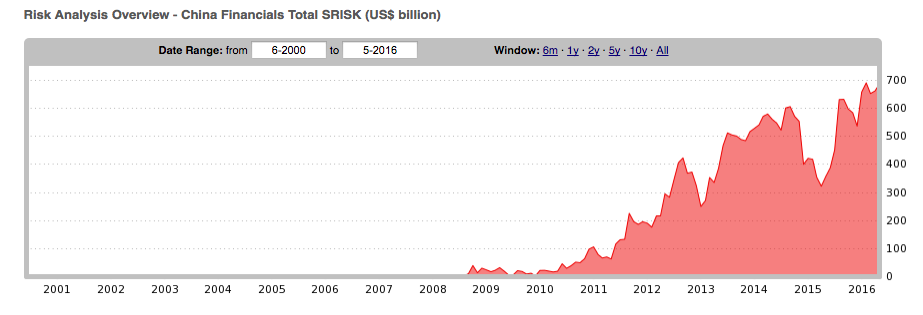 Risk Analysis Overview - China Financials Total SRISK (US$ billion)
Date Range: from 6-2000 to 5-2016 Window: 6m · 1y · 2y · 5y · 10y · All
700
600
500
400
300
200
100
0
2001 2002 2003 2004 2005 2006 2007 2008 2009 2010 2011 2012 2013 2014 2015 2016